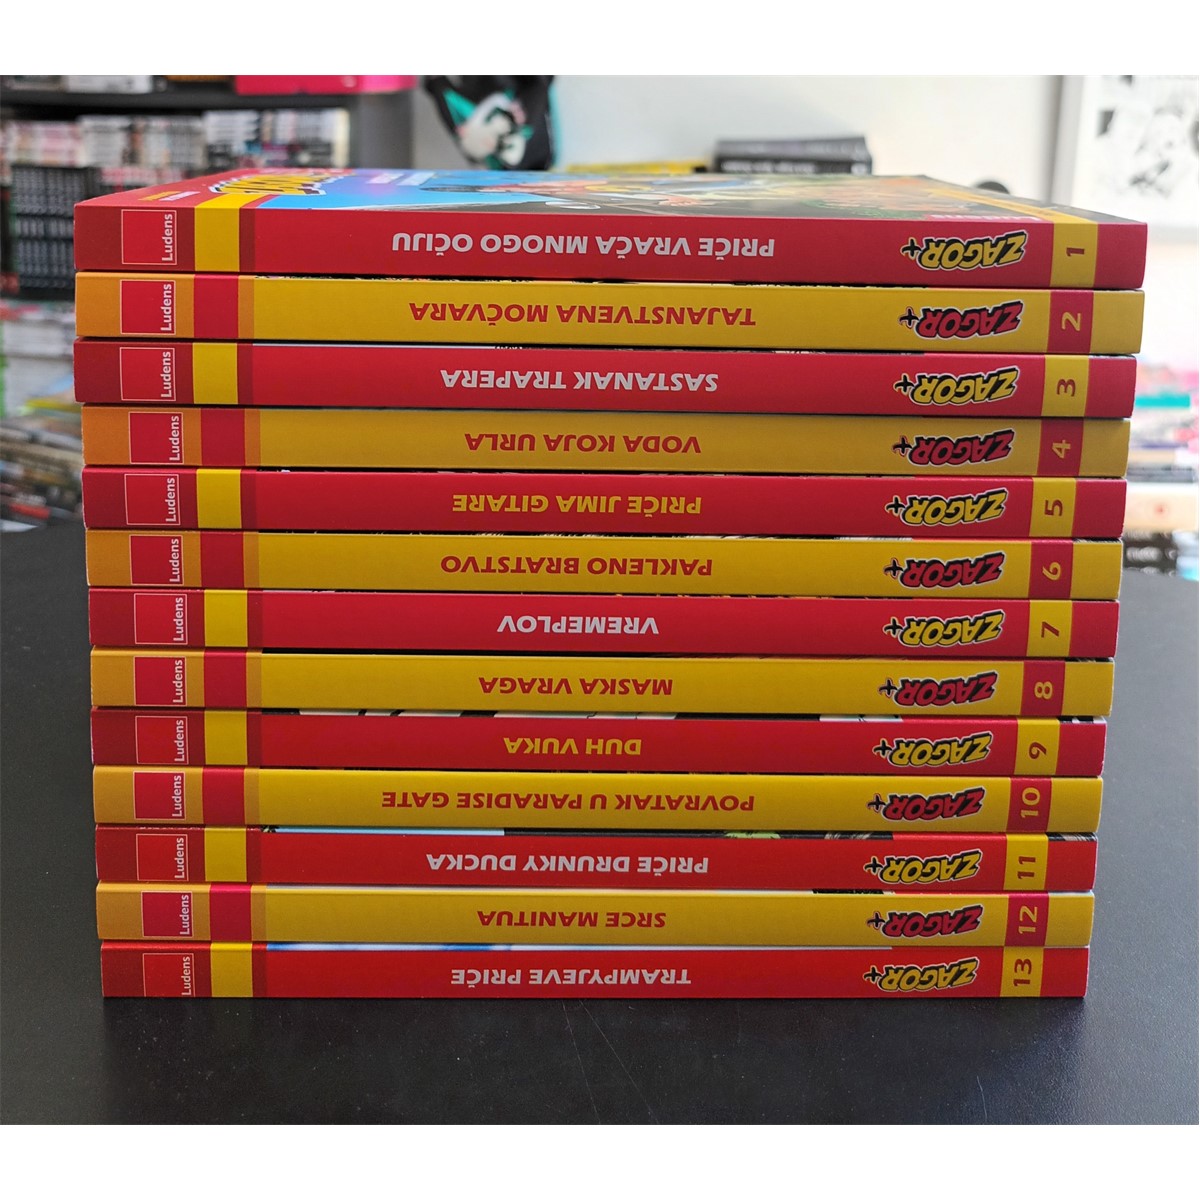 Ludens PRIČE VRAČA MNOGO OČIJU ZAGOR+ 1
Ludens TAJANSTVENA MOČVARA ZAGOR+ 2
Ludens SASTANAK TRAPERA ZAGOR+ 3
Ludens VODA KOJA URLA ZAGOR+ 4
Ludens PRIČE JIMA GITARE ZAGOR+ 5
Ludens PAKLENO BRATSTVO ZAGOR+ 6
Ludens VREMEPLOV ZAGOR+ 7
Ludens MASKA VRAGA ZAGOR+ 8
Ludens DUH VUKA ZAGOR+ 9
Ludens POVRATAK U PARADISE GATE ZAGOR+ 10
Ludens PRIČE DRUNKY DUCKA ZAGOR+ 11
Ludens SRCE MANITUA ZAGOR+ 12
Ludens TRAMPYJEVE PRIČE ZAGOR+ 13